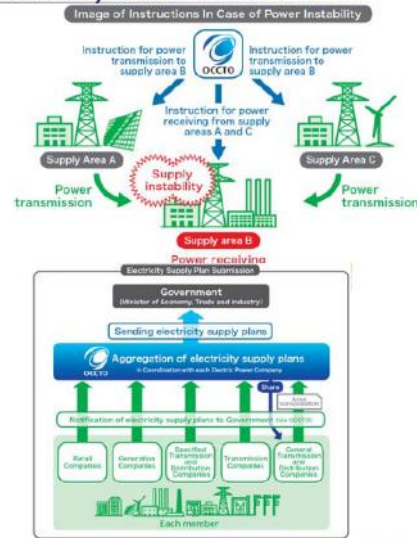 Image of Instructions In Case of Power Instability
Instruction for power
transmission to
supply area B
OCCTO
Instruction for power
transmission to
supply area B
Instruction for power
receiving from supply
areas A and C
Supply Area A
Supply
instability
Supply Area C
Power
transmission
Power
transmission
Supply area B
Power receiving
Electricity Supply Plan Submission
Government
(Minister of Economy, Trade and Industry)
Sending electricity supply plans
OCCTO
Aggregation of electricity supply plans
in Coordination with each Electric Power Company
Share
Area
consolidation
Notification of electricity supply plans to Government (via OCCTO)
Retail
Companies
Generation
Companies
Specified
Transmission
and
Distribution
Companies
Transmission
Companies
General
Transmission
and
Distribution
Companies
Each member